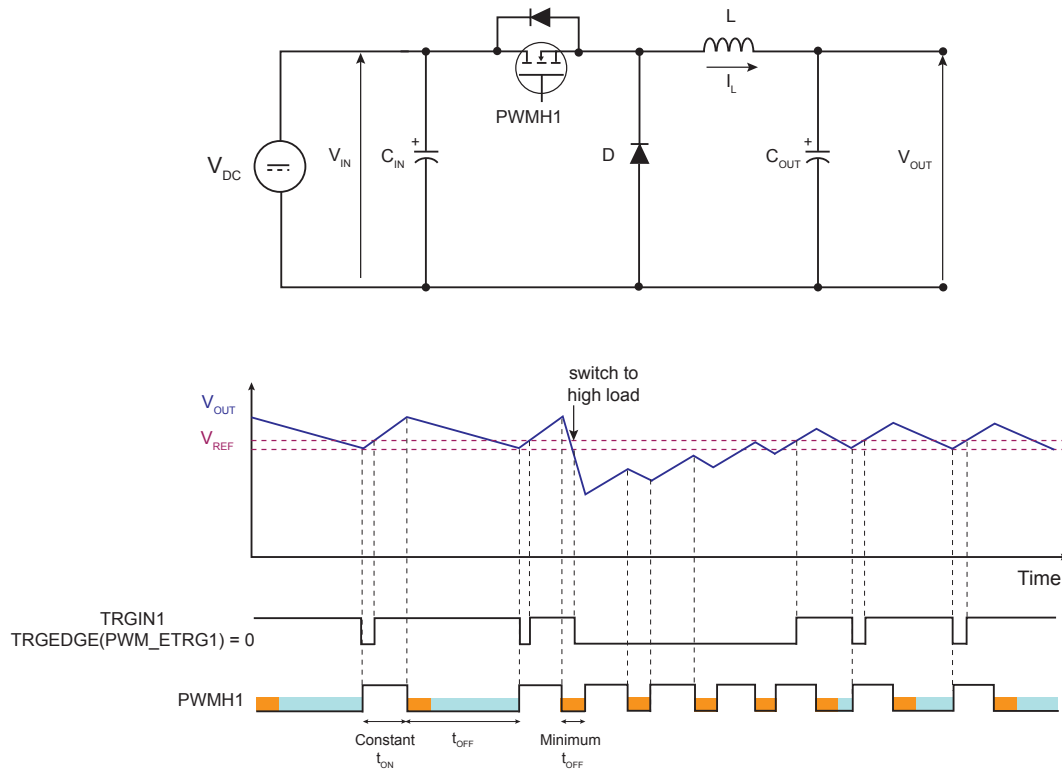 L
I_L
PWMH1
V_DC
V_IN
+
C_IN
D
+
C_OUT
V_OUT
switch to
high load
V_OUT
V_REF
Time
TRGIN1
TRGEDGE(PWM_ETRG1) = 0
PWMH1
Constant
t_ON
t_OFF
Minimum
t_OFF